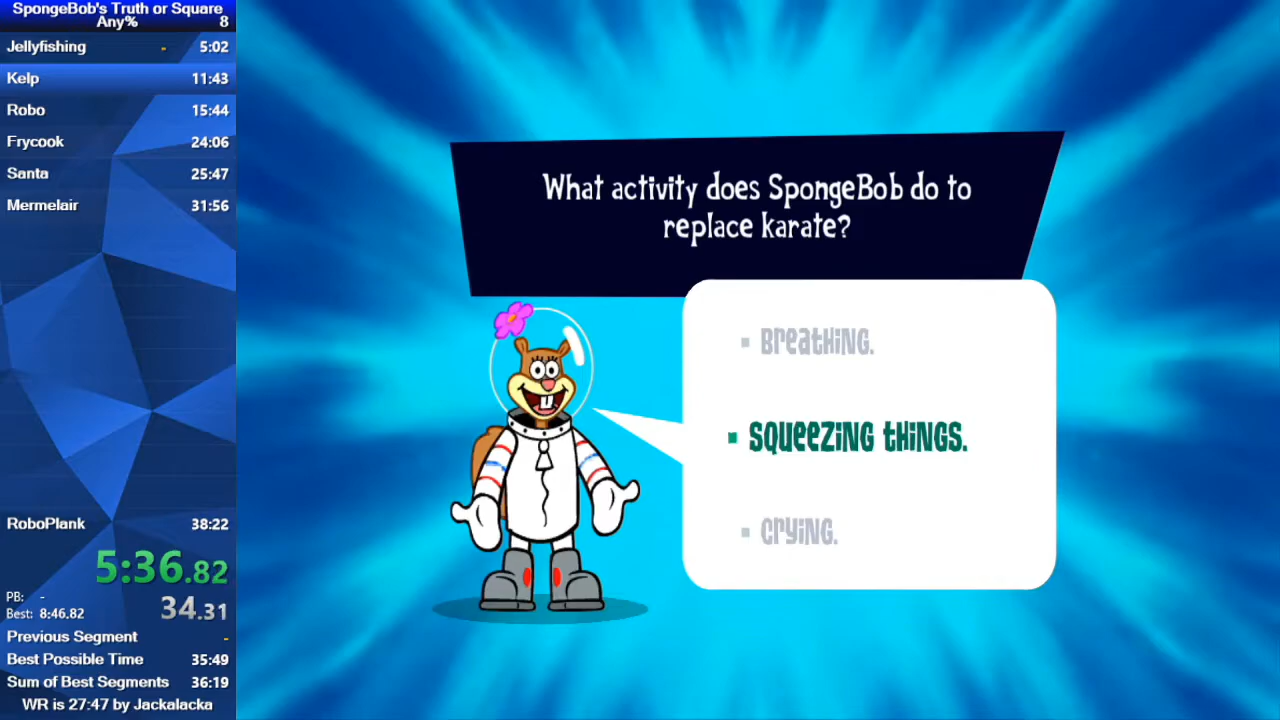 SpongeBob's Truth or Square
Any% 8
Jellyfishing - 5:02
Kelp 11:43
Robo 15:44
Frycook 24:06
Santa 25:47
Mermelair 31:56
RoboPlank 38:22
5:36.82
PB: -
Best: 8:46.82 34.31
Previous Segment -
Best Possible Time 35:49
Sum of Best Segments 36:19
WR is 27:47 by Jackalacka
What activity does SpongeBob do to
replace karate?
Breathing.
Squeezing things.
Crying.